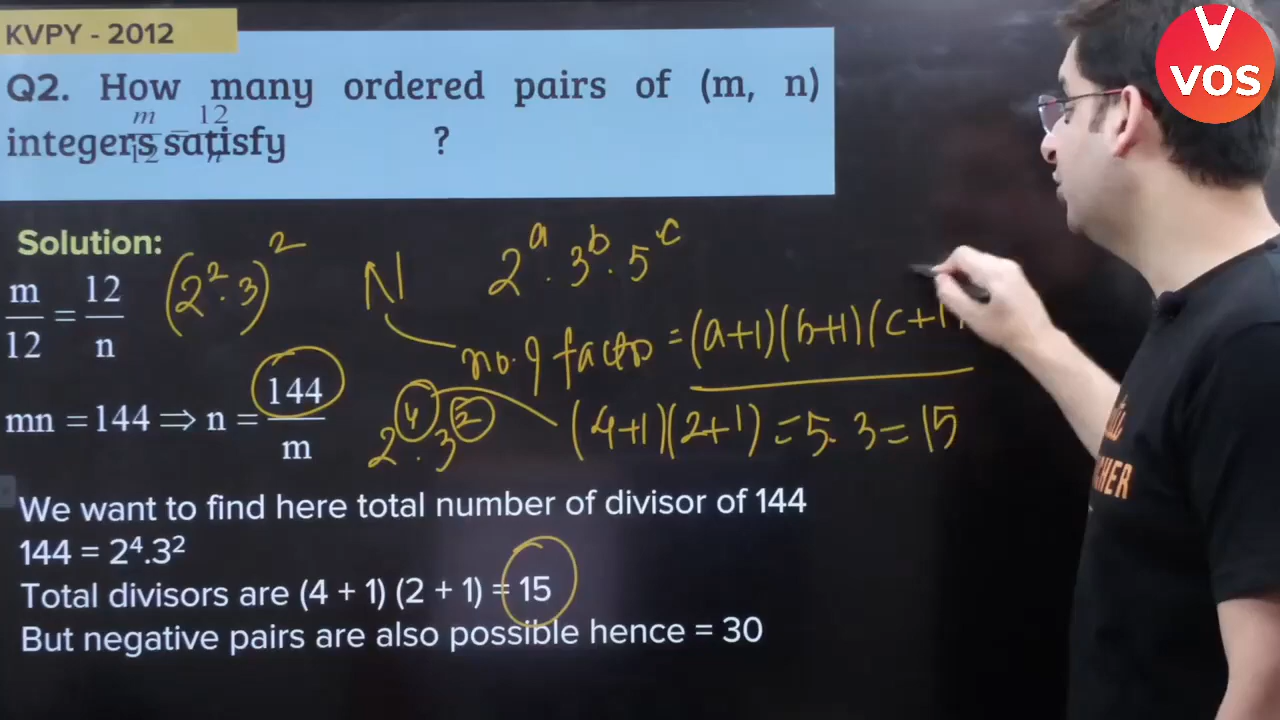 KVPY - 2012
Q2. How many ordered pairs of (m, n)
integers satisfy m/12 = 12/n ?
Solution:
(2².3)²
N
2ᵃ.3ᵇ.5ᶜ
m/12 = 12/n
no. of factors = (a+1)(b+1)(c+1)
mn = 144 ⇒ n = 144/m
2⁴.3²
(4+1)(2+1) = 5.3 = 15
We want to find here total number of divisor of 144
144 = 2⁴.3²
Total divisors are (4 + 1) (2 + 1) = 15
But negative pairs are also possible hence = 30
VOS